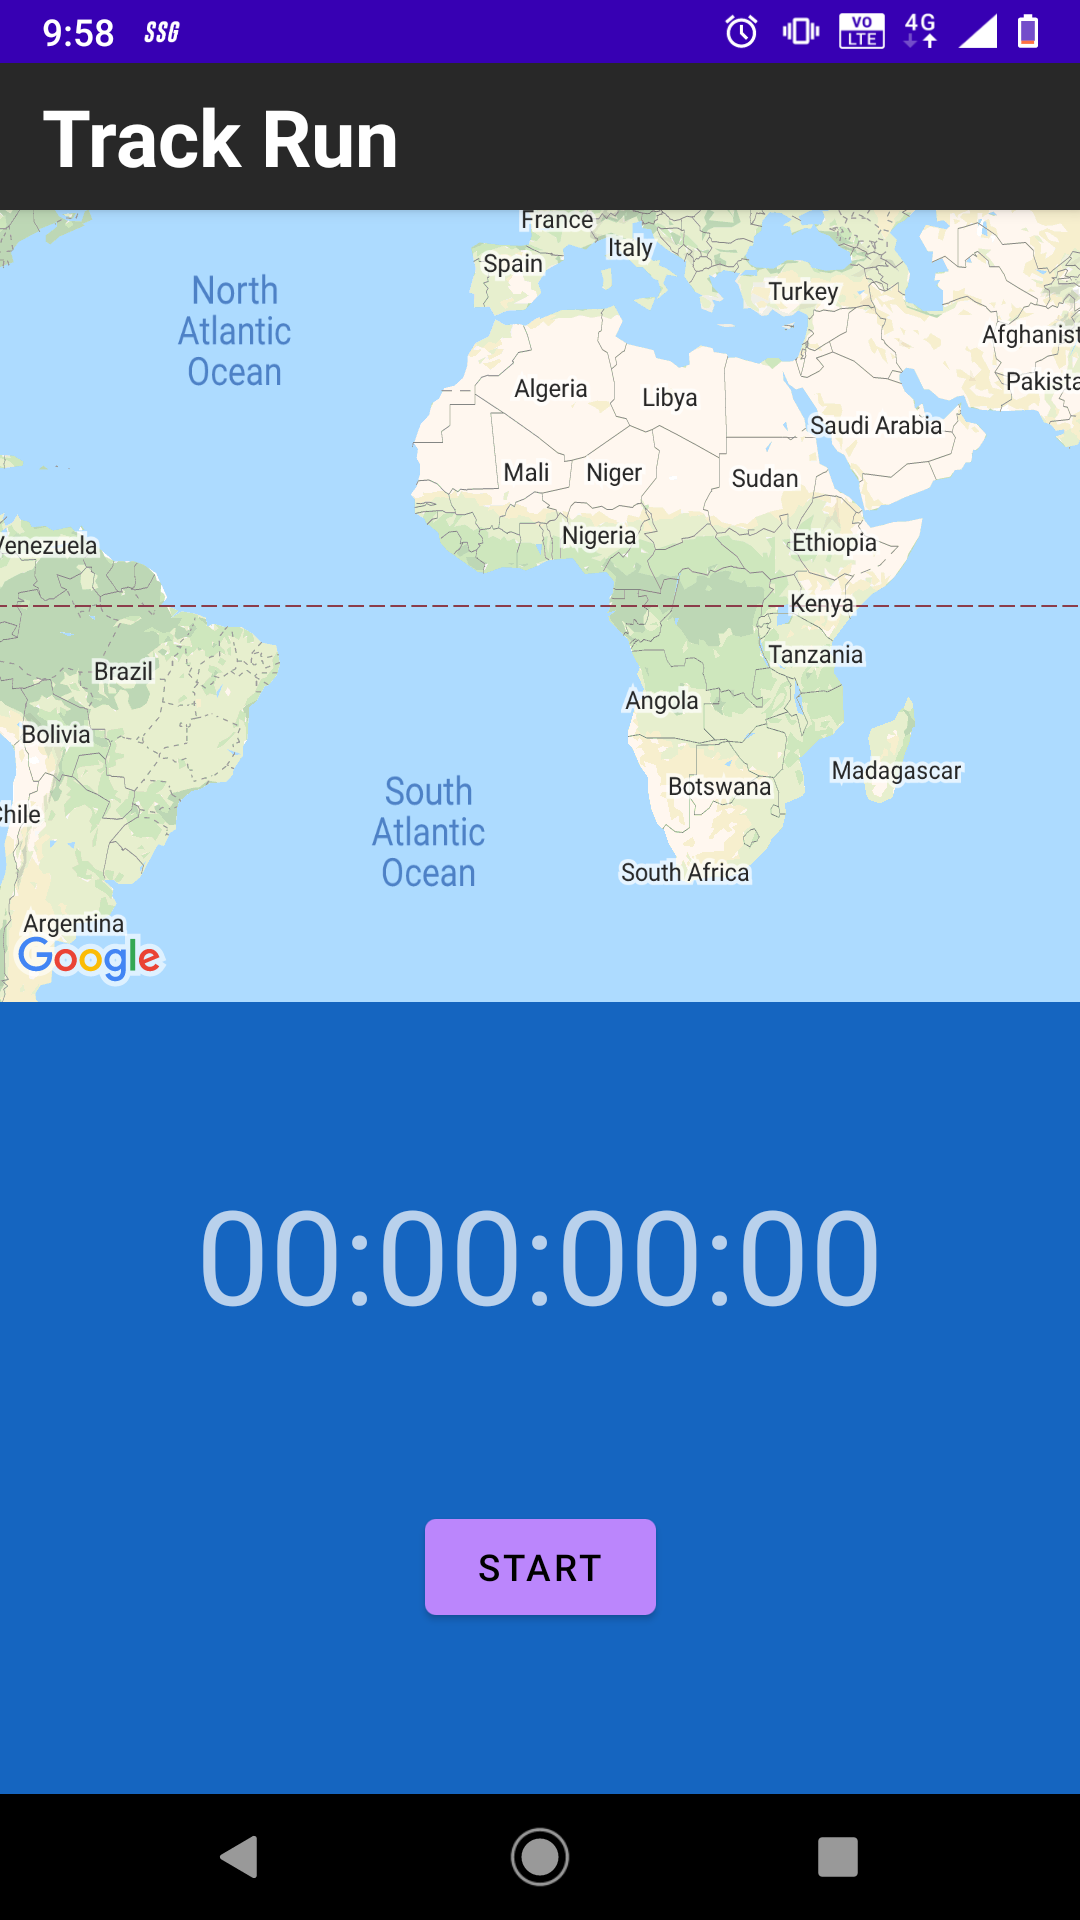 9:58 SSG VO LTE 4G
Track Run
France
Italy
Spain
Turkey
North
Atlantic
Ocean
Afghanist
Pakista
Algeria
Libya
Saudi Arabia
Mali
Niger
Sudan
Nigeria
Ethiopia
Venezuela
Kenya
Tanzania
Brazil
Angola
Bolivia
Madagascar
Botswana
South
Atlantic
Ocean
Chile
South Africa
Argentina
Google
00:00:00:00
START